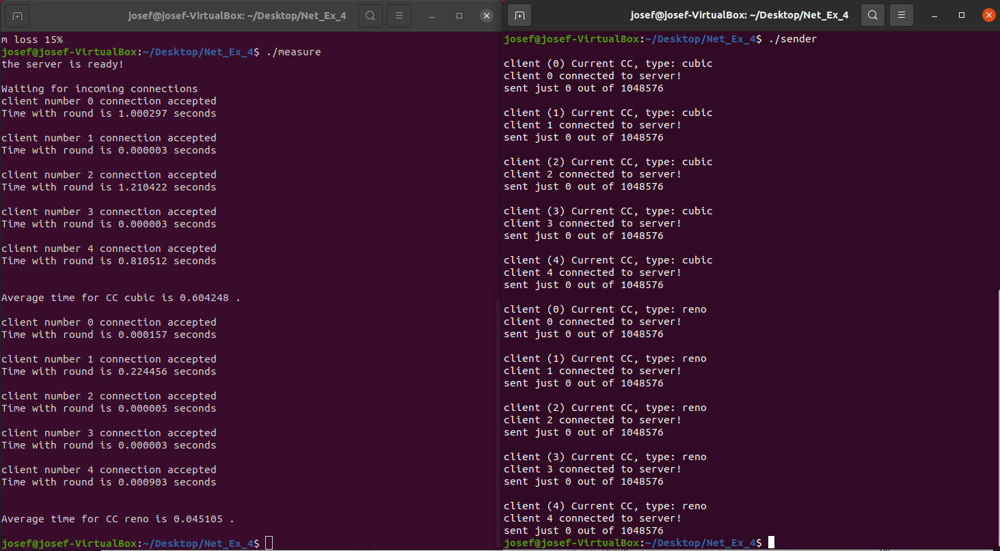 josef@josef-VirtualBox: ~/Desktop/Net_Ex_4
m loss 15%
josef@josef-VirtualBox:~/Desktop/Net_Ex_4$ ./measure
the server is ready!
Waiting for incoming connections
client number 0 connection accepted
Time with round is 1.000297 seconds
client number 1 connection accepted
Time with round is 0.000003 seconds
client number 2 connection accepted
Time with round is 1.210422 seconds
client number 3 connection accepted
Time with round is 0.000003 seconds
client number 4 connection accepted
Time with round is 0.810512 seconds
Average time for CC cubic is 0.604248 .
client number 0 connection accepted
Time with round is 0.000157 seconds
client number 1 connection accepted
Time with round is 0.224456 seconds
client number 2 connection accepted
Time with round is 0.000005 seconds
client number 3 connection accepted
Time with round is 0.000003 seconds
client number 4 connection accepted
Time with round is 0.000903 seconds
Average time for CC reno is 0.045105 .
josef@josef-VirtualBox:~/Desktop/Net_Ex_4$
josef@josef-VirtualBox: ~/Desktop/Net_Ex_4
josef@josef-VirtualBox:~/Desktop/Net_Ex_4$ ./sender
client (0) Current CC, type: cubic
client 0 connected to server!
sent just 0 out of 1048576
client (1) Current CC, type: cubic
client 1 connected to server!
sent just 0 out of 1048576
client (2) Current CC, type: cubic
client 2 connected to server!
sent just 0 out of 1048576
client (3) Current CC, type: cubic
client 3 connected to server!
sent just 0 out of 1048576
client (4) Current CC, type: cubic
client 4 connected to server!
sent just 0 out of 1048576
client (0) Current CC, type: reno
client 0 connected to server!
sent just 0 out of 1048576
client (1) Current CC, type: reno
client 1 connected to server!
sent just 0 out of 1048576
client (2) Current CC, type: reno
client 2 connected to server!
sent just 0 out of 1048576
client (3) Current CC, type: reno
client 3 connected to server!
sent just 0 out of 1048576
client (4) Current CC, type: reno
client 4 connected to server!
sent just 0 out of 1048576
josef@josef-VirtualBox:~/Desktop/Net_Ex_4$